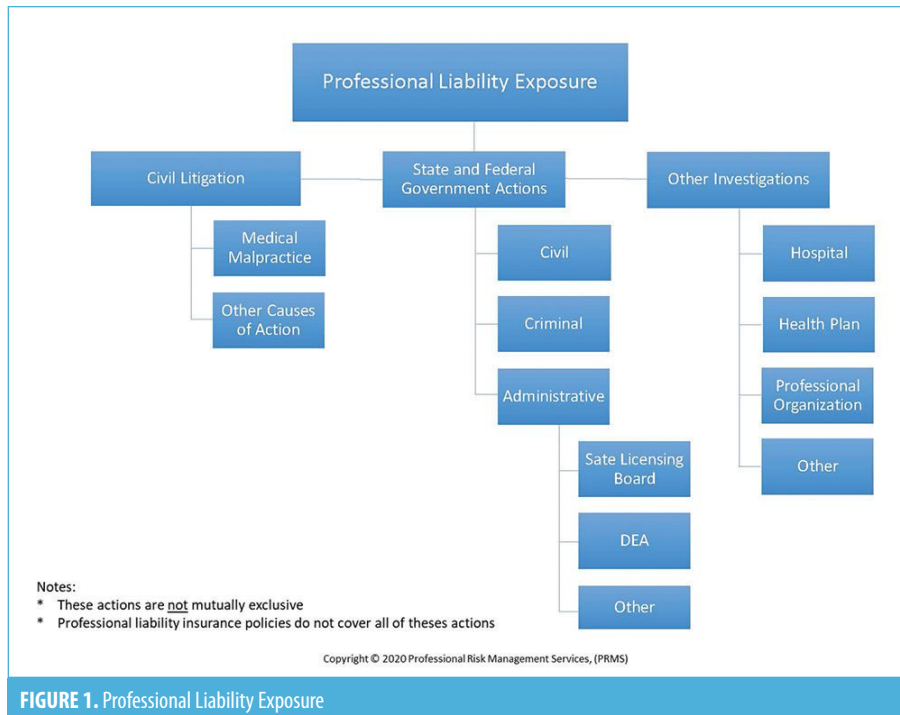 Professional Liability Exposure
Civil Litigation
Medical
Malpractice
Other Causes
of Action
State and Federal
Government Actions
Civil
Criminal
Administrative
Sate Licensing
Board
DEA
Other
Other Investigations
Hospital
Health Plan
Professional
Organization
Other
Notes:
* These actions are not mutually exclusive
* Professional liability insurance policies do not cover all of theses actions
Copyright © 2020 Professional Risk Management Services, (PRMS)
FIGURE 1. Professional Liability Exposure